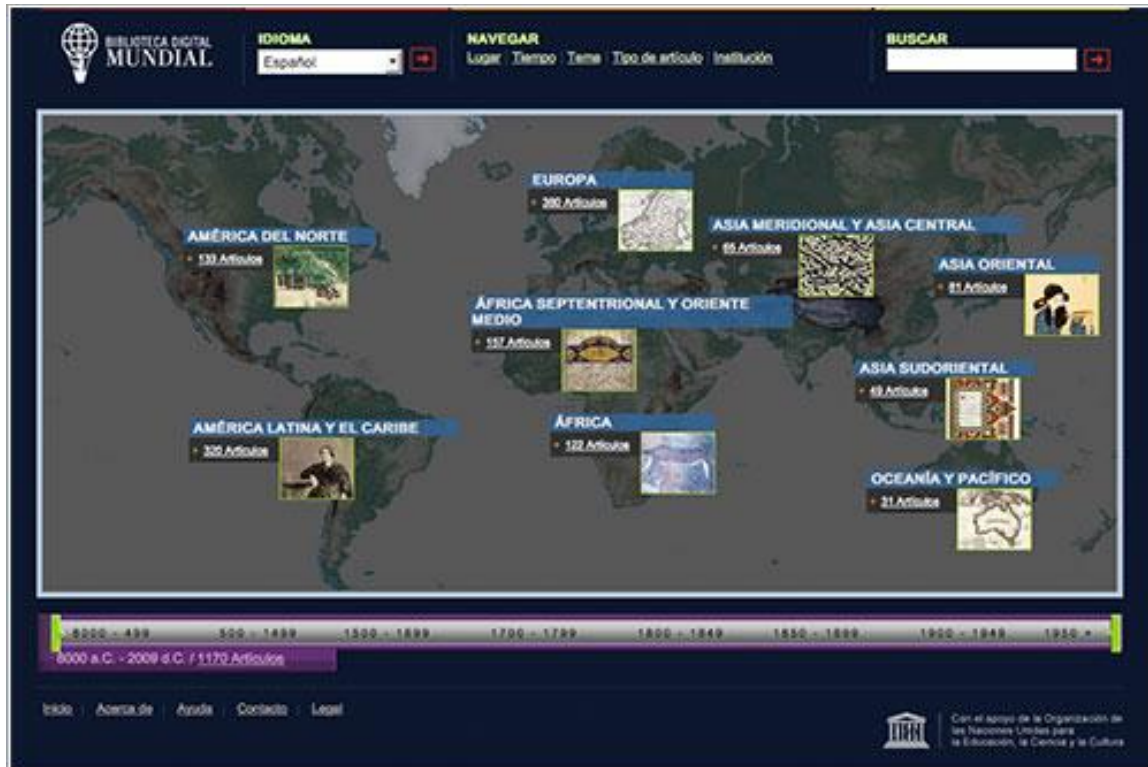 BIBLIOTECA DIGITAL
MUNDIAL
IDIOMA
Español
NAVEGAR
Lugar Tiempo Tema Tipo de artículo Institución
BUSCAR
EUROPA
380 Artículos
ASIA MERIDIONAL Y ASIA CENTRAL
65 Artículos
AMÉRICA DEL NORTE
133 Artículos
ASIA ORIENTAL
81 Artículos
ÁFRICA SEPTENTRIONAL Y ORIENTE
MEDIO
157 Artículos
ASIA SUDORIENTAL
49 Artículos
AMÉRICA LATINA Y EL CARIBE
320 Artículos
ÁFRICA
122 Artículos
OCEANÍA Y PACÍFICO
31 Artículos
8000 - 499 500 - 1499 1500 - 1699 1700 - 1799 1800 - 1849 1850 - 1899 1900 - 1949 1950 +
8000 a.C. - 2009 d.C. / 1170 Artículos
Inicio Acerca de Ayuda Contacto Legal
Con el apoyo de la Organización de
las Naciones Unidas para
la Educación, la Ciencia y la Cultura